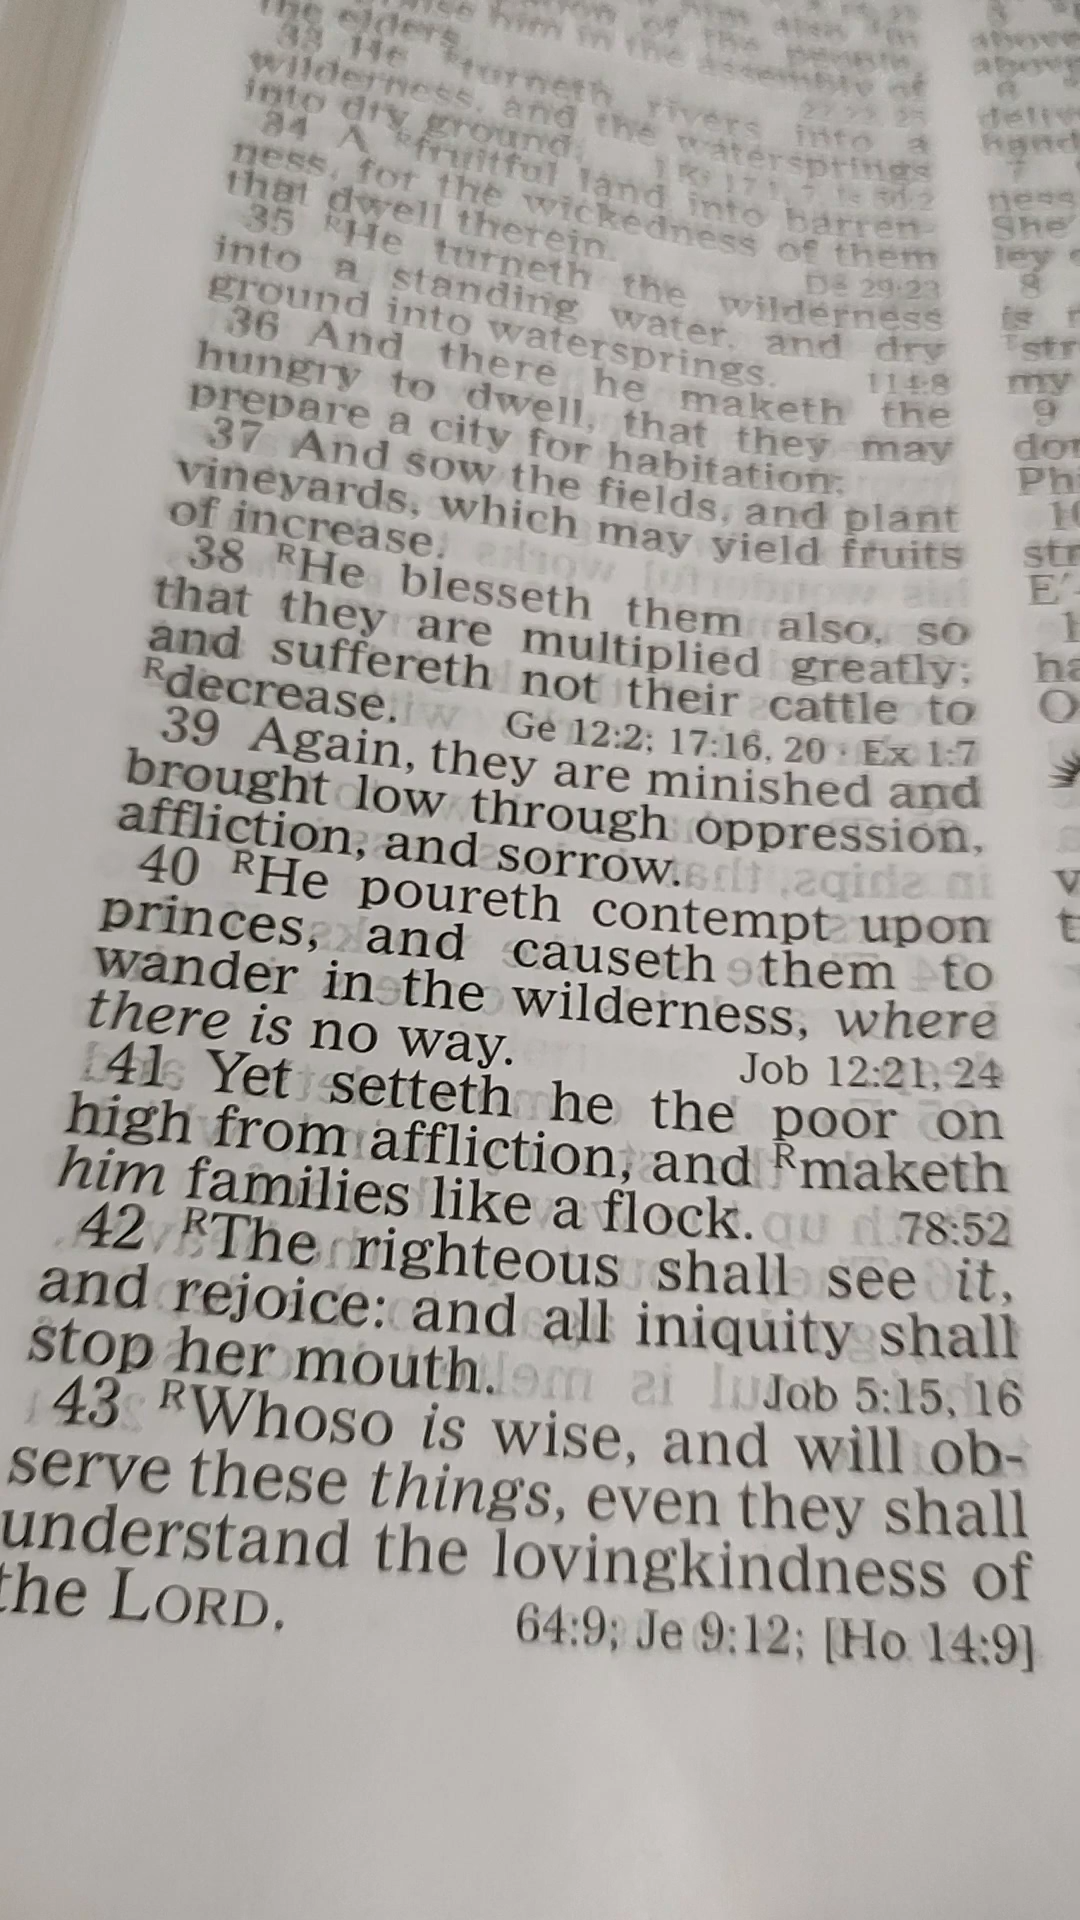 the elders.
33 He Rturneth rivers into a
wilderness, and the watersprings
into dry ground;
34 A Rfruitful land into barren-
ness, for the wickedness of them
that dwell therein.
35 RHe turneth the wilderness
into a standing water, and dry
ground into watersprings. 114:8
36 And there he maketh the
hungry to dwell, that they may
prepare a city for habitation;
37 And sow the fields, and plant
vineyards, which may yield fruits
of increase.
38 RHe blesseth them also, so
that they are multiplied greatly;
and suffereth not their cattle to
Rdecrease. Ge 12:2; 17:16, 20 · Ex 1:7
39 Again, they are minished and
brought low through oppression,
affliction, and sorrow.
40 RHe poureth contempt upon
princes, and causeth them to
wander in the wilderness, where
there is no way. Job 12:21, 24
41 Yet setteth he the poor on
high from affliction, and Rmaketh
him families like a flock. 78:52
42 RThe righteous shall see it,
and rejoice: and all iniquity shall
stop her mouth. Job 5:15, 16
43 RWhoso is wise, and will ob-
serve these things, even they shall
understand the lovingkindness of
the LORD. 64:9; Je 9:12; [Ho 14:9]